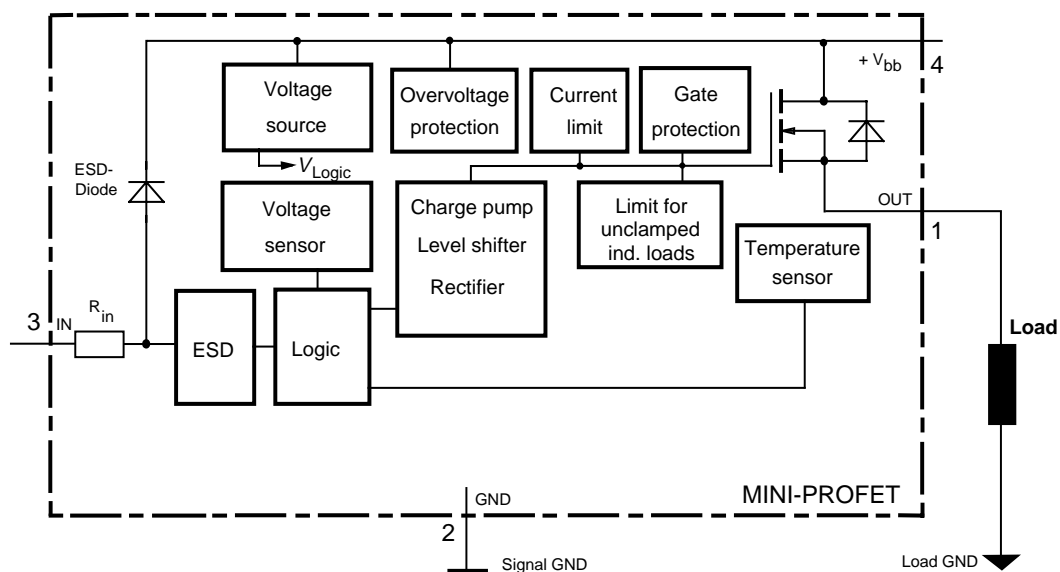 + V bb
4
Voltage
source
Overvoltage
protection
Current
limit
Gate
protection
V Logic
ESD-
Diode
Voltage
sensor
Charge pump
Level shifter
Rectifier
Limit for
unclamped
ind. loads
OUT
1
Temperature
sensor
R in
3
IN
ESD
Logic
Load
MINI-PROFET
GND
2
Signal GND
Load GND